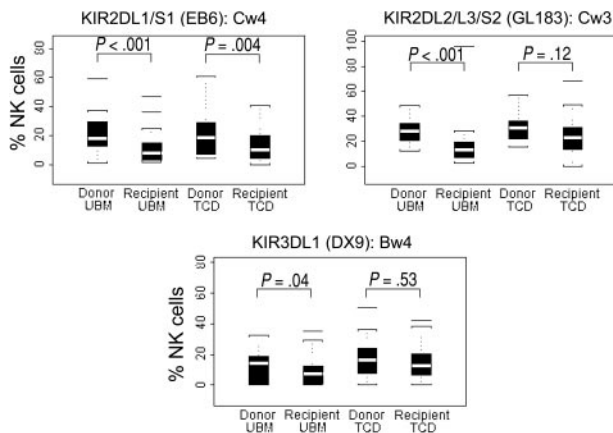 KIR2DL1/S1 (EB6): Cw4
P < .001
P = .004
% NK cells
80
60
40
20
0
Donor UBM
Recipient UBM
Donor TCD
Recipient TCD
KIR2DL2/L3/S2 (GL183): Cw3
P < .001
P = .12
100
80
60
40
20
0
Donor UBM
Recipient UBM
Donor TCD
Recipient TCD
KIR3DL1 (DX9): Bw4
P = .04
P = .53
% NK cells
80
60
40
20
0
Donor UBM
Recipient UBM
Donor TCD
Recipient TCD